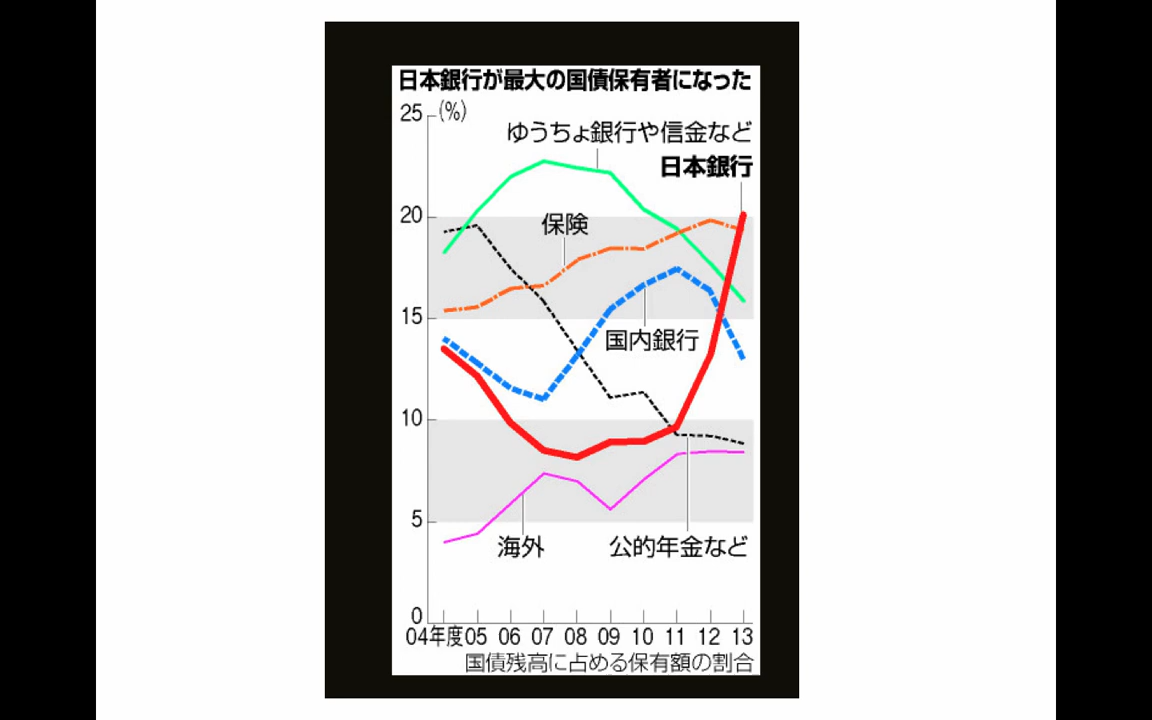 日本銀行が最大の国債保有者になった
25 (%)
ゆうちょ銀行や信金など
日本銀行
20
保険
15
国内銀行
10
5
海外
公的年金など
0
04年度 05 06 07 08 09 10 11 12 13
国債残高に占める保有額の割合